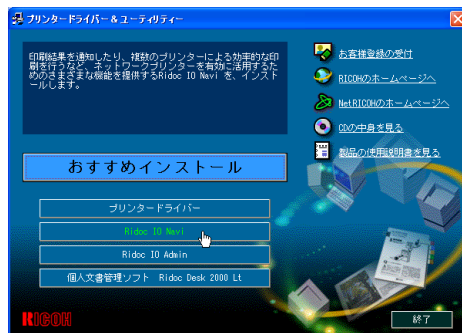 プリンタードライバー & ユーティリティー
印刷結果を通知したり、複数のプリンターによる効率的な印
刷を行うなど、ネットワークプリンターを有効に活用するた
めのさまざまな機能を提供するRidoc IO Navi を、インスト
ールします。
お客様登録の受付
RICOHのホームページへ
NetRICOHのホームページへ
CDの中身を見る
製品の使用説明書を見る
おすすめインストール
プリンタードライバー
Ridoc IO Navi
Ridoc IO Admin
個人文書管理ソフト Ridoc Desk 2000 Lt
RICOH
終了